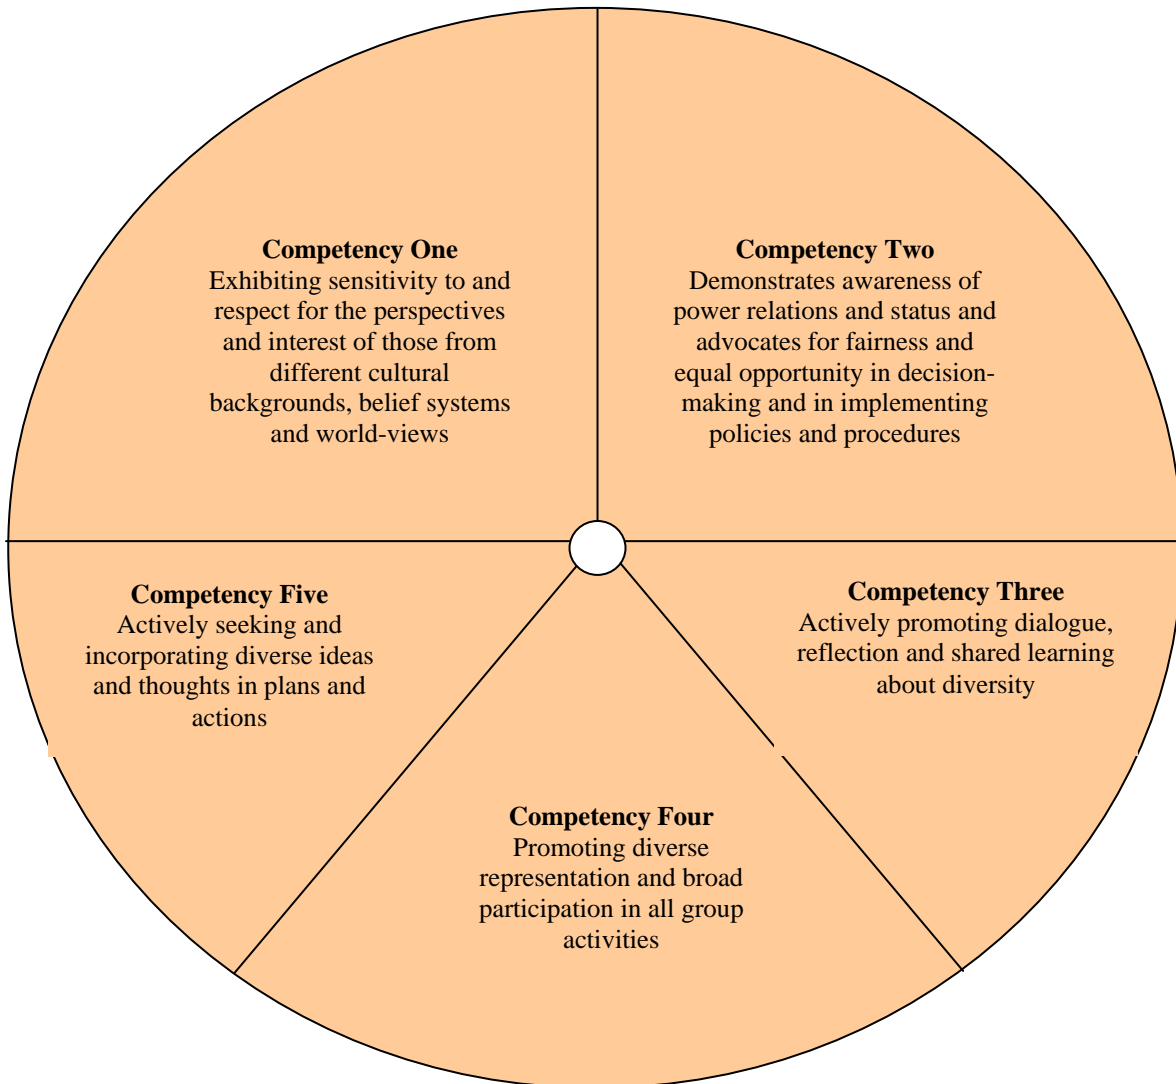 Competency One
Exhibiting sensitivity to and
respect for the perspectives
and interest of those from
different cultural
backgrounds, belief systems
and world-views
Competency Two
Demonstrates awareness of
power relations and status and
advocates for fairness and
equal opportunity in decision-
making and in implementing
policies and procedures
Competency Three
Actively promoting dialogue,
reflection and shared learning
about diversity
Competency Four
Promoting diverse
representation and broad
participation in all group
activities
Competency Five
Actively seeking and
incorporating diverse ideas
and thoughts in plans and
actions